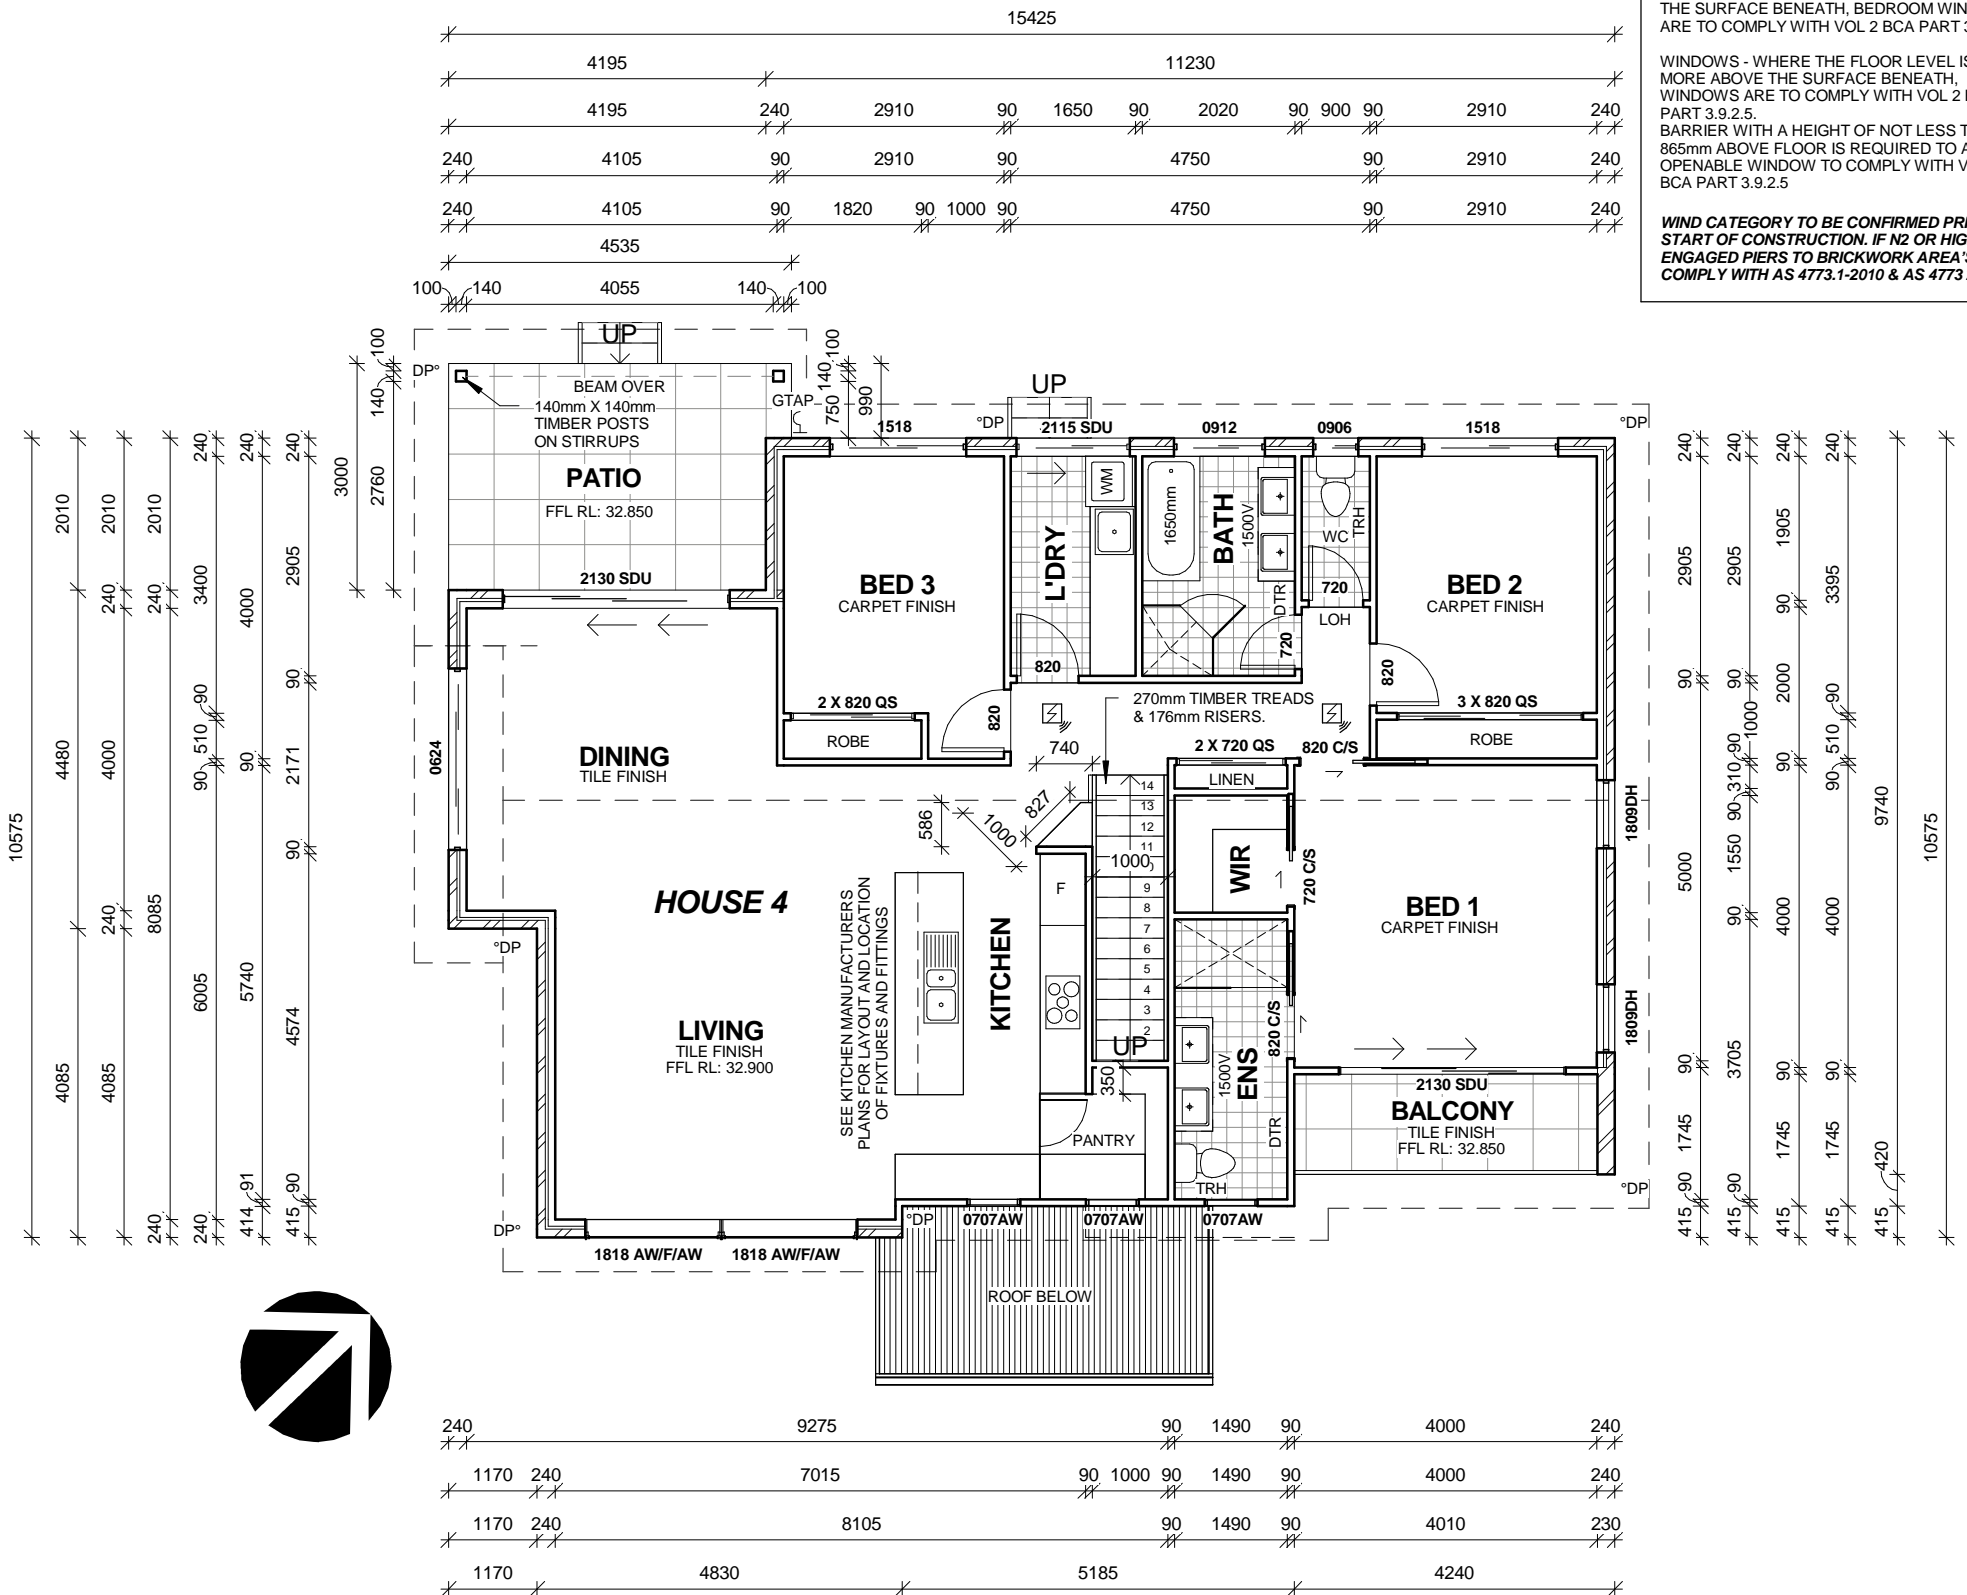 THE SURFACE BENEATH, BEDROOM WIN
ARE TO COMPLY WITH VOL 2 BCA PART 3
WINDOWS - WHERE THE FLOOR LEVEL IS
MORE ABOVE THE SURFACE BENEATH,
WINDOWS ARE TO COMPLY WITH VOL 2
PART 3.9.2.5.
BARRIER WITH A HEIGHT OF NOT LESS T
865mm ABOVE FLOOR IS REQUIRED TO A
OPENABLE WINDOW TO COMPLY WITH V
BCA PART 3.9.2.5
WIND CATEGORY TO BE CONFIRMED PRI
START OF CONSTRUCTION. IF N2 OR HIG
ENGAGED PIERS TO BRICKWORK AREA'S
COMPLY WITH AS 4773.1-2010 & AS 4773
15425
4195 11230
4195 240 2910 90 1650 90 2020 90 900 90 2910 240
240 4105 90 2910 90 4750 90 2910 240
240 4105 90 1820 90 1000 90 4750 90 2910 240
4535
100 140 4055 140 100
UP
DP°
BEAM OVER
140mm X 140mm
TIMBER POSTS
ON STIRRUPS
GTAP
PATIO
FFL RL: 32.850
2130 SDU
100
140
3000
2760
100
140
750
990
UP
1518 °DP 2115 SDU 0912 0906 1518 °DP
WM
L'DRY
1650mm
BATH
1500V
DTR
WC
TRH
720
LOH
720
BED 3
CARPET FINISH
BED 2
CARPET FINISH
820
820
2 X 820 QS
3 X 820 QS
820
ROBE
ROBE
270mm TIMBER TREADS
& 176mm RISERS.
740
2 X 720 QS
820 C/S
LINEN
DINING
TILE FINISH
0624
827
1000
586
14
13
12
11
1000
9
8
7
6
5
4
3
2
UP
350
F
WIR
720 C/S
1809DH
HOUSE 4
BED 1
CARPET FINISH
SEE KITCHEN MANUFACTURERS
PLANS FOR LAYOUT AND LOCATION
OF FIXTURES AND FITTINGS
KITCHEN
°DP
LIVING
TILE FINISH
FFL RL: 32.900
820 C/S
1809DH
1500V
ENS
DTR
TRH
2130 SDU
BALCONY
TILE FINISH
FFL RL: 32.850
PANTRY
°DP
DP°
°DP
0707AW 0707AW 0707AW
1818 AW/F/AW 1818 AW/F/AW
ROOF BELOW
10575
2010 4480 4085
2010 240 4000 240 4085
2010 240 8085 240
240 3400 90 510 90 6005 240
240 4000 90 5740 91 414
240 2905 90 2171 90 4574 90 415
240 2905 90 5000 90 1745 90 415
240 2905 90 1000 90 310 90 1550 90 3705 90 415
240 1905 90 2000 90 4000 90 1745 415
240 3395 90 510 90 4000 90 1745 415
9740 420 415
10575
240 9275 90 1490 90 4000 240
1170 240 7015 90 1000 90 1490 90 4000 240
1170 240 8105 90 1490 90 4010 230
1170 4830 5185 4240